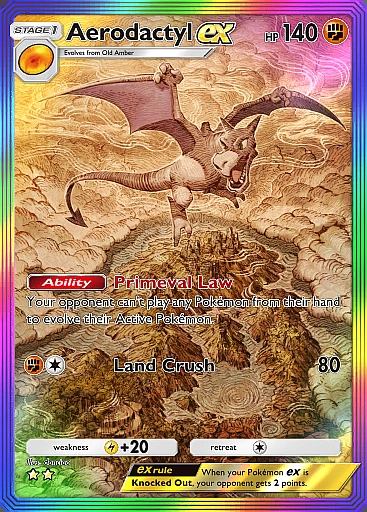 STAGE 1
Aerodactyl ex
HP 140
Evolves from Old Amber
Ability Primeval Law
Your opponent can't play any Pokémon from their hand
to evolve their Active Pokémon.
Land Crush 80
weakness +20 retreat
ex rule When your Pokémon ex is
Knocked Out, your opponent gets 2 points.